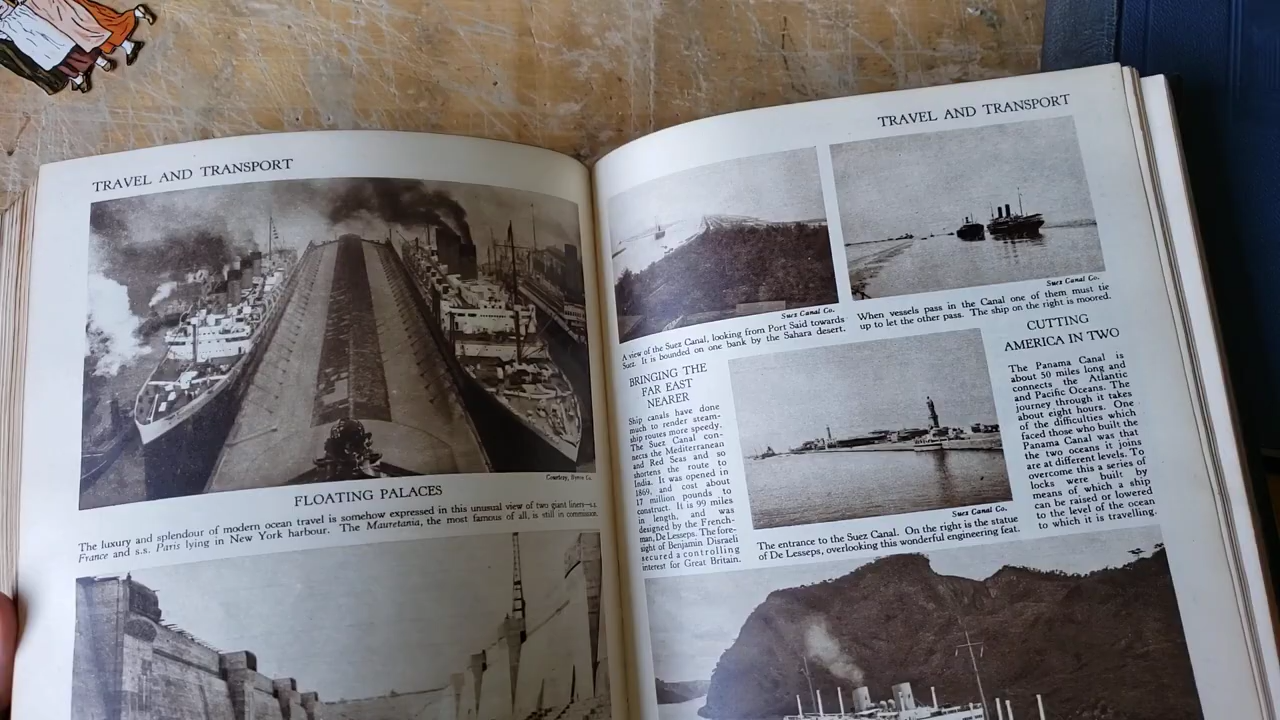 TRAVEL AND TRANSPORT
Courtesy, Byron Co.
FLOATING PALACES
The luxury and splendour of modern ocean travel is somehow expressed in this unusual view of two giant liners—s.s.
France and s.s. Paris lying in New York harbour. The Mauretania, the most famous of all, is still in commission.
TRAVEL AND TRANSPORT
Suez Canal Co.
A view of the Suez Canal, looking from Port Said towards
Suez. It is bounded on one bank by the Sahara desert.
Suez Canal Co.
When vessels pass in the Canal one of them must tie
up to let the other pass. The ship on the right is moored.
BRINGING THE
FAR EAST
NEARER
Ship canals have done
much to render steam-
ship routes more speedy.
The Suez Canal con-
nects the Mediterranean
and Red Seas and so
shortens the route to
India. It was opened in
1869, and cost about
17 million pounds to
construct. It is 99 miles
in length, and was
designed by the French-
man, De Lesseps. The fore-
sight of Benjamin Disraeli
secured a controlling
interest for Great Britain.
Suez Canal Co.
The entrance to the Suez Canal. On the right is the statue
of De Lesseps, overlooking this wonderful engineering feat.
CUTTING
AMERICA IN TWO
The Panama Canal is
about 50 miles long and
connects the Atlantic
and Pacific Oceans. The
journey through it takes
about eight hours. One
of the difficulties which
faced those who built the
Panama Canal was that
the two oceans it joins
are at different levels. To
overcome this a series of
locks were built by
means of which a ship
can be raised or lowered
to the level of the ocean
to which it is travelling.